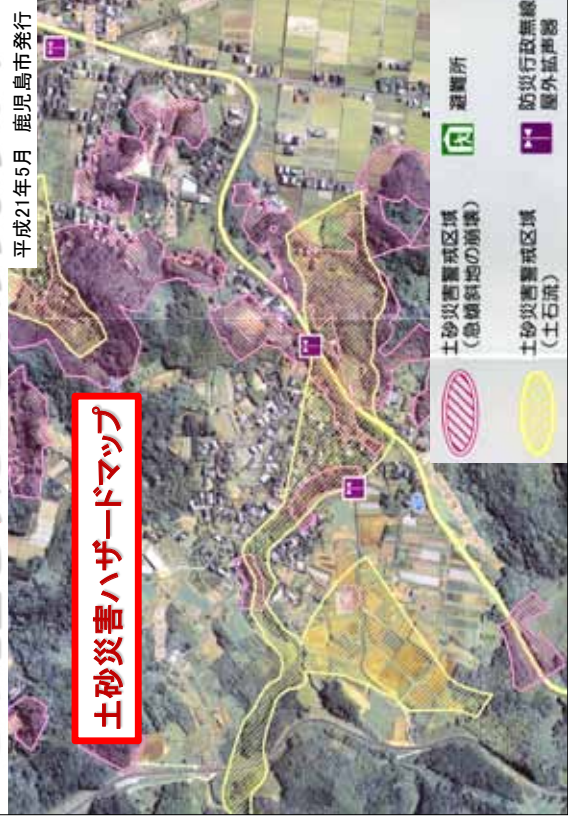 平成21年5月　鹿児島市発行
土砂災害ハザードマップ
土砂災害警戒区域
(急傾斜地の崩壊)
避難所
土砂災害警戒区域
(土石流)
防災行政無線
屋外拡声器